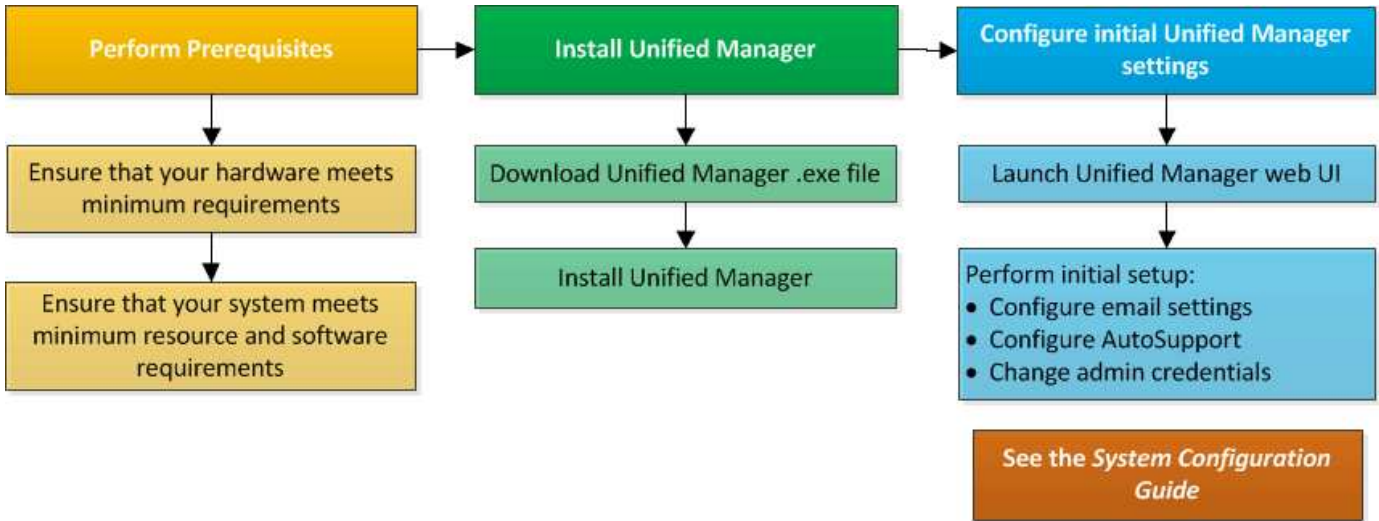 Perform Prerequisites
Ensure that your hardware meets
minimum requirements
Ensure that your system meets
minimum resource and software
requirements
Install Unified Manager
Download Unified Manager .exe file
Install Unified Manager
Configure initial Unified Manager
settings
Launch Unified Manager web UI
Perform initial setup:
• Configure email settings
• Configure AutoSupport
• Change admin credentials
See the System Configuration
Guide